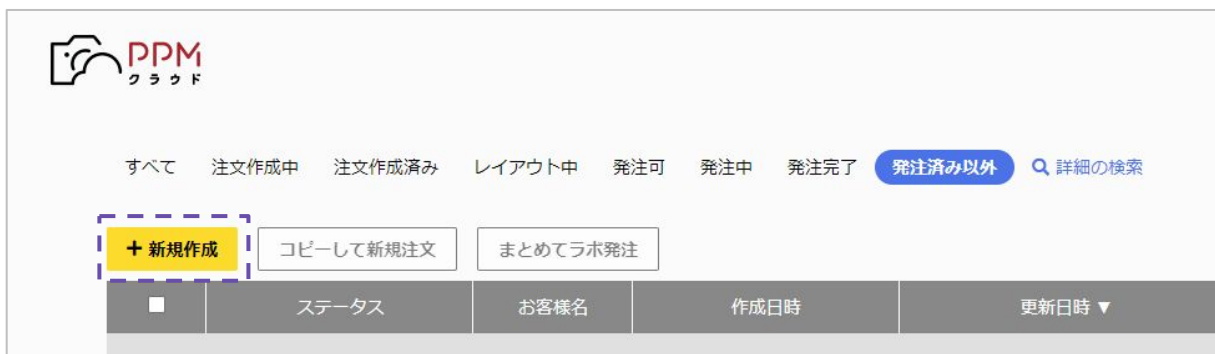 PPM
クラウド
すべて 注文作成中 注文作成済み レイアウト中 発注可 発注中 発注完了 発注済み以外 詳細の検索
+ 新規作成 コピーして新規注文 まとめてラボ発注
ステータス お客様名 作成日時 更新日時 ▼